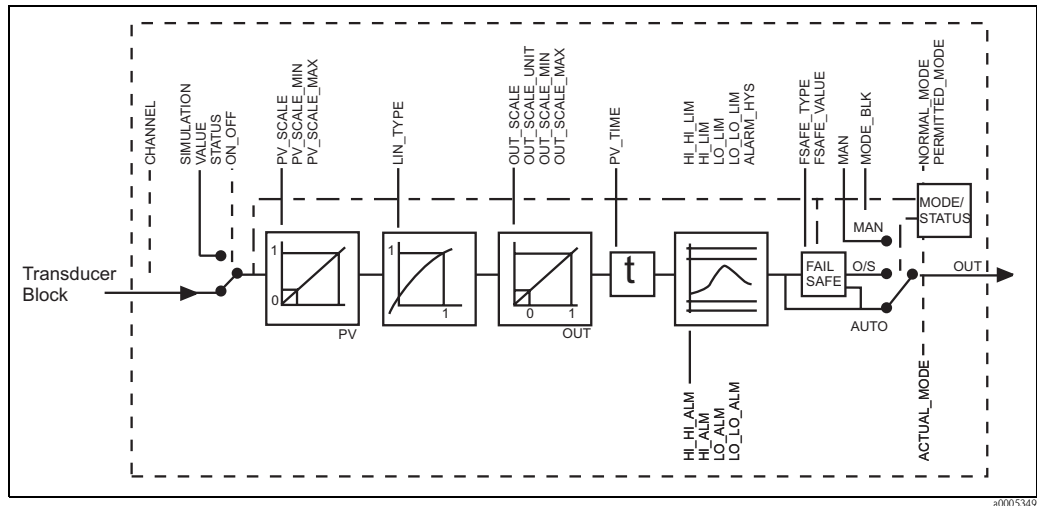 CHANNEL
SIMULATION
VALUE
STATUS
ON_OFF
PV_SCALE
PV_SCALE_MIN
PV_SCALE_MAX
LIN_TYPE
OUT_SCALE
OUT_SCALE_UNIT
OUT_SCALE_MIN
OUT_SCALE_MAX
PV_TIME
HI_HI_LIM
HI_LIM
LO_LIM
LO_LO_LIM
ALARM_HYS
FSAFE_TYPE
FSAFE_VALUE
MAN
MODE_BLK
NORMAL_MODE
PERMITTED_MODE
MODE/
STATUS
MAN
Transducer
Block
1
0
PV
1
1
1
0
1
OUT
t
FAIL
SAFE
O/S
AUTO
OUT
HI_HI_ALM
HI_ALM
LO_ALM
LO_LO_ALM
ACTUAL_MODE
a0005349